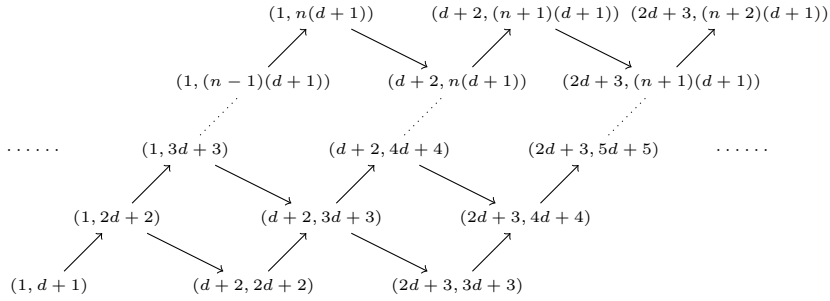 (1, n(d + 1)) (d + 2, (n + 1)(d + 1)) (2d + 3, (n + 2)(d + 1))
(1, (n − 1)(d + 1)) (d + 2, n(d + 1)) (2d + 3, (n + 1)(d + 1))
...... (1, 3d + 3) (d + 2, 4d + 4) (2d + 3, 5d + 5) ......
(1, 2d + 2) (d + 2, 3d + 3) (2d + 3, 4d + 4)
(1, d + 1) (d + 2, 2d + 2) (2d + 3, 3d + 3)